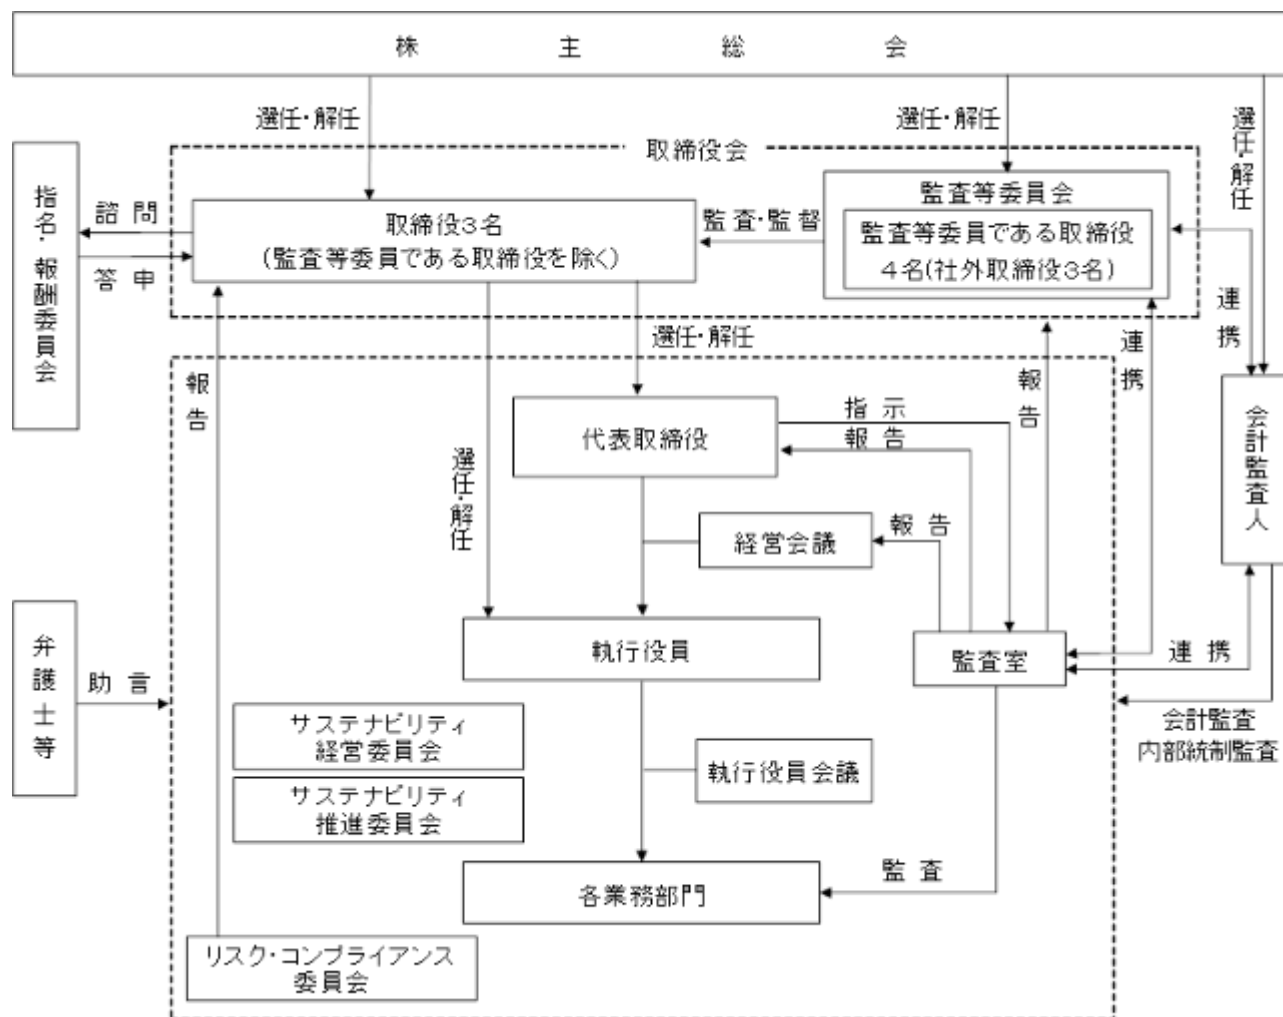 株主総会
選任・解任
選任・解任
選任・解任
取締役会
指名・報酬委員会
諮問
答申
取締役3名
(監査等委員である取締役を除く)
監査・監督
監査等委員会
監査等委員である取締役
4名(社外取締役3名)
連携
連携
選任・解任
報告
報告
代表取締役
指示
報告
選任・解任
会計監査人
経営会議
報告
執行役員
監査室
連携
弁護士等
助言
会計監査
内部統制監査
サステナビリティ
経営委員会
執行役員会議
サステナビリティ
推進委員会
各業務部門
監査
リスク・コンプライアンス
委員会